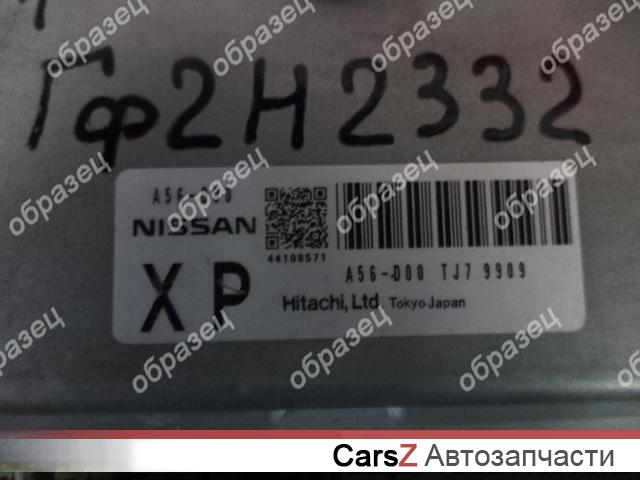 Гф2Н2332
A56-D00
NISSAN
44108571
XP
A56-D00 TJ7 9909
Hitachi, Ltd. Tokyo Japan
образец
CarsZ Автозапчасти